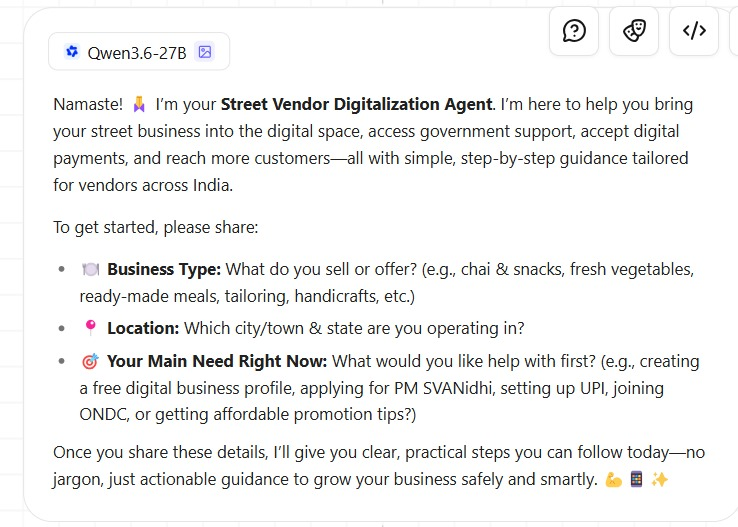 Qwen3.6-27B
Namaste! I'm your Street Vendor Digitalization Agent. I'm here to help you bring
your street business into the digital space, access government support, accept digital
payments, and reach more customers—all with simple, step-by-step guidance tailored
for vendors across India.
To get started, please share:
• 🍽️ Business Type: What do you sell or offer? (e.g., chai & snacks, fresh vegetables,
ready-made meals, tailoring, handicrafts, etc.)
• 📍 Location: Which city/town & state are you operating in?
• 🎯 Your Main Need Right Now: What would you like help with first? (e.g., creating
a free digital business profile, applying for PM SVANidhi, setting up UPI, joining
ONDC, or getting affordable promotion tips?)
Once you share these details, I'll give you clear, practical steps you can follow today—no
jargon, just actionable guidance to grow your business safely and smartly. 💪 📱 ✨